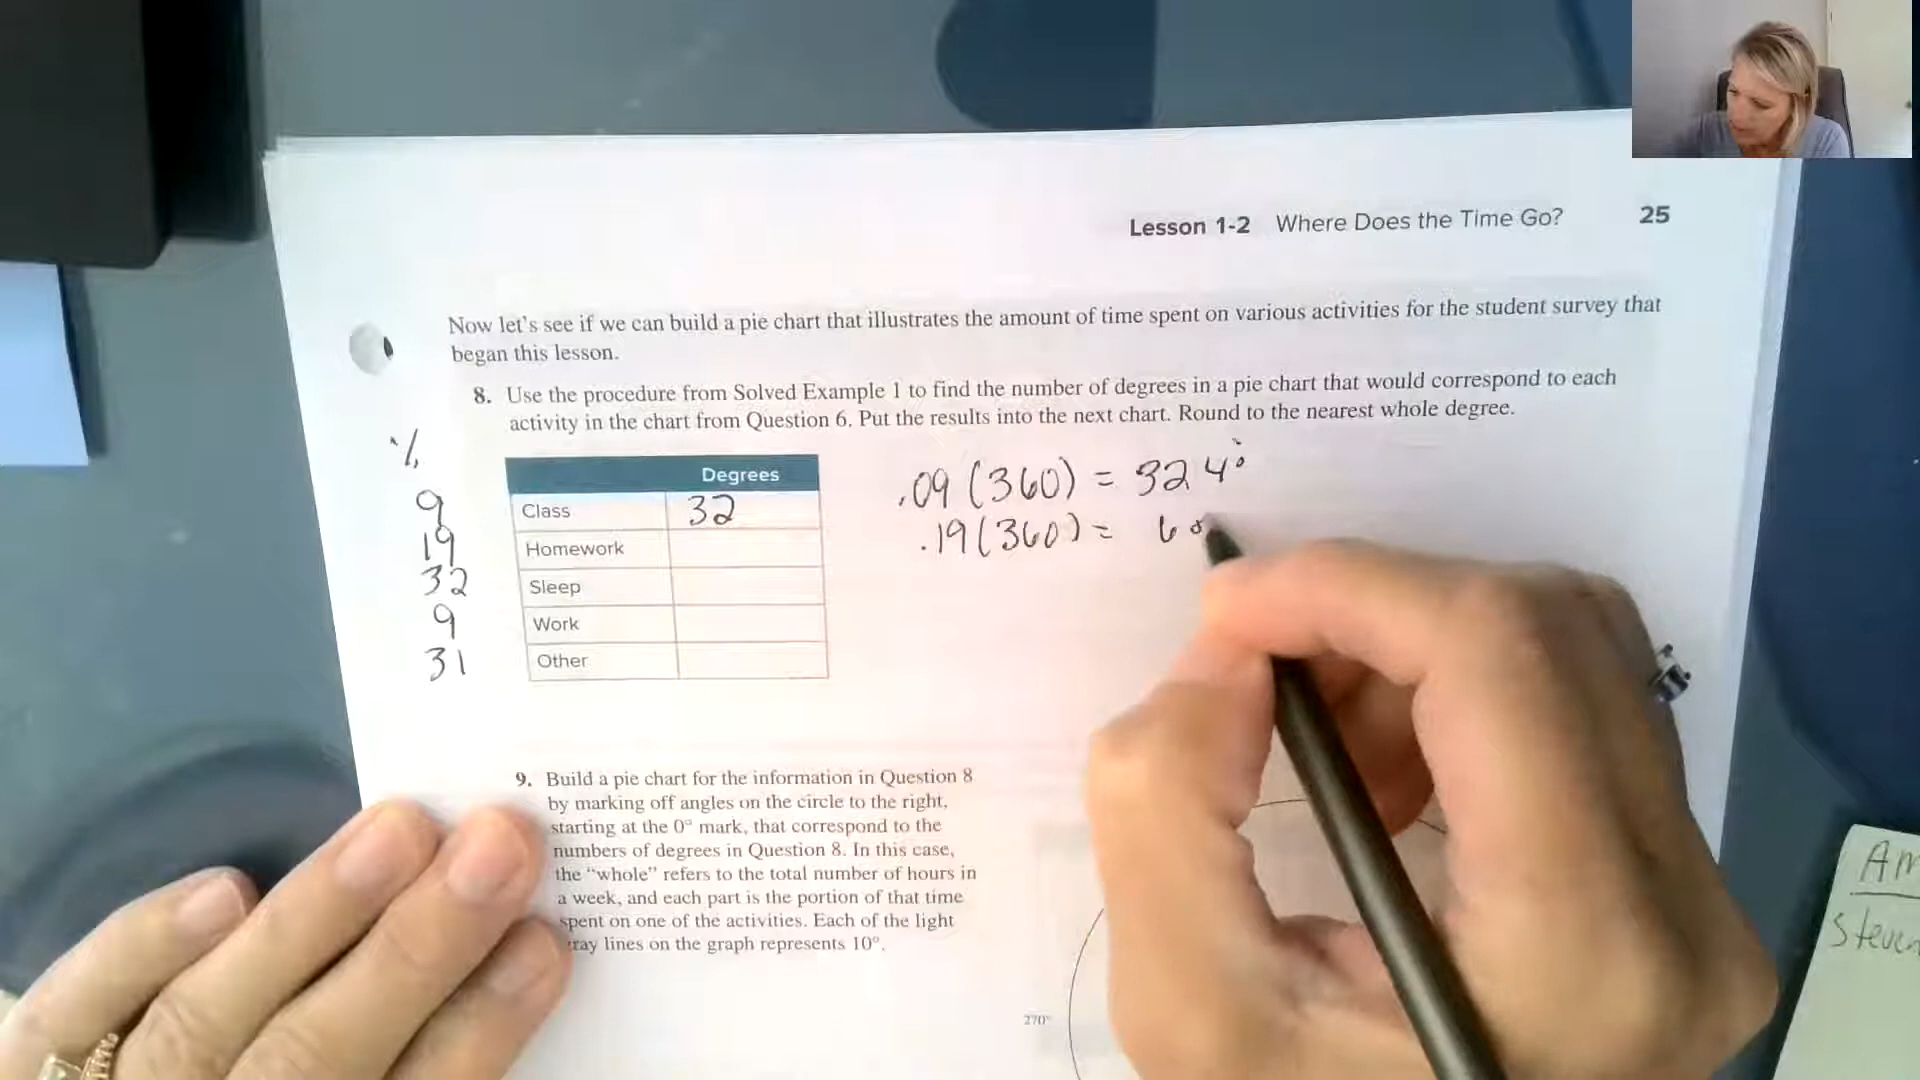 Lesson 1-2 Where Does the Time Go? 25
Now let's see if we can build a pie chart that illustrates the amount of time spent on various activities for the student survey that
began this lesson.
8. Use the procedure from Solved Example 1 to find the number of degrees in a pie chart that would correspond to each
activity in the chart from Question 6. Put the results into the next chart. Round to the nearest whole degree.
%
Degrees
9 Class 32
19 Homework
32 Sleep
9 Work
31 Other
.09 (360) = 32 4°
.19 (360) = 6
9. Build a pie chart for the information in Question 8
by marking off angles on the circle to the right,
starting at the 0° mark, that correspond to the
numbers of degrees in Question 8. In this case,
the "whole" refers to the total number of hours in
a week, and each part is the portion of that time
spent on one of the activities. Each of the light
lines on the graph represents 10°.
270°